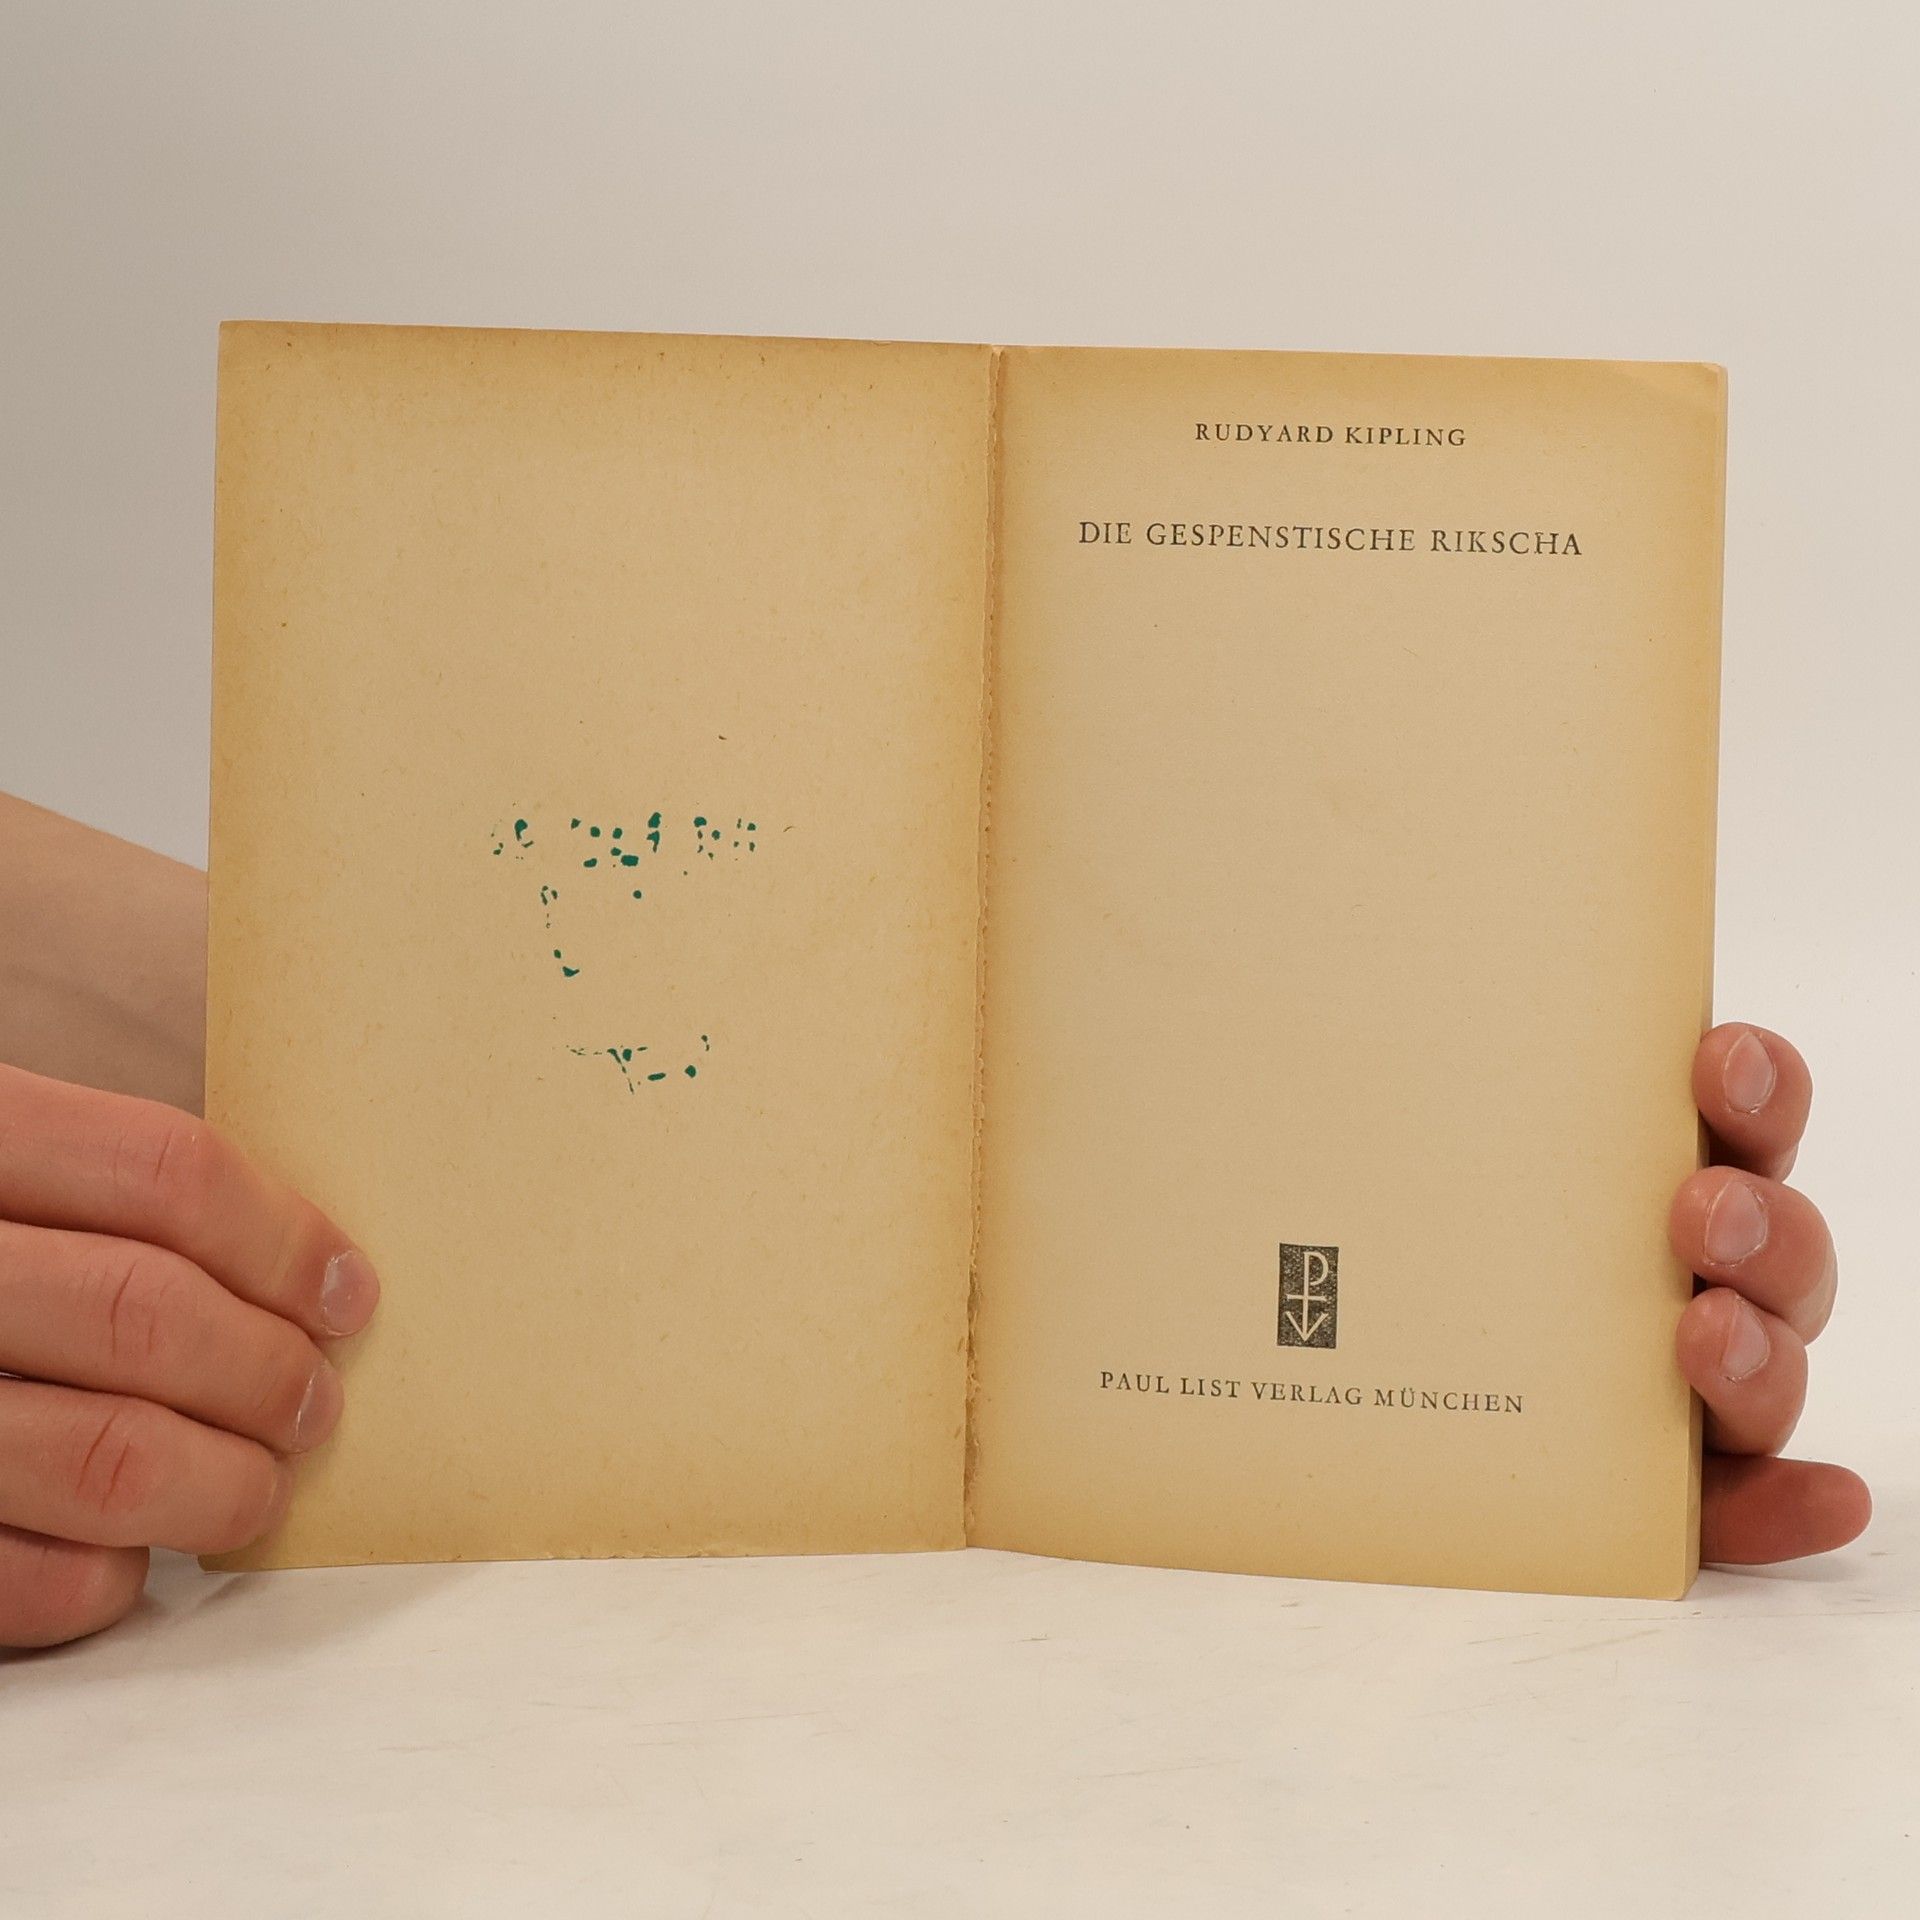 RUDYARD KIPLING
DIE GESPENSTISCHE RIKSCHA
PAUL LIST VERLAG MÜNCHEN